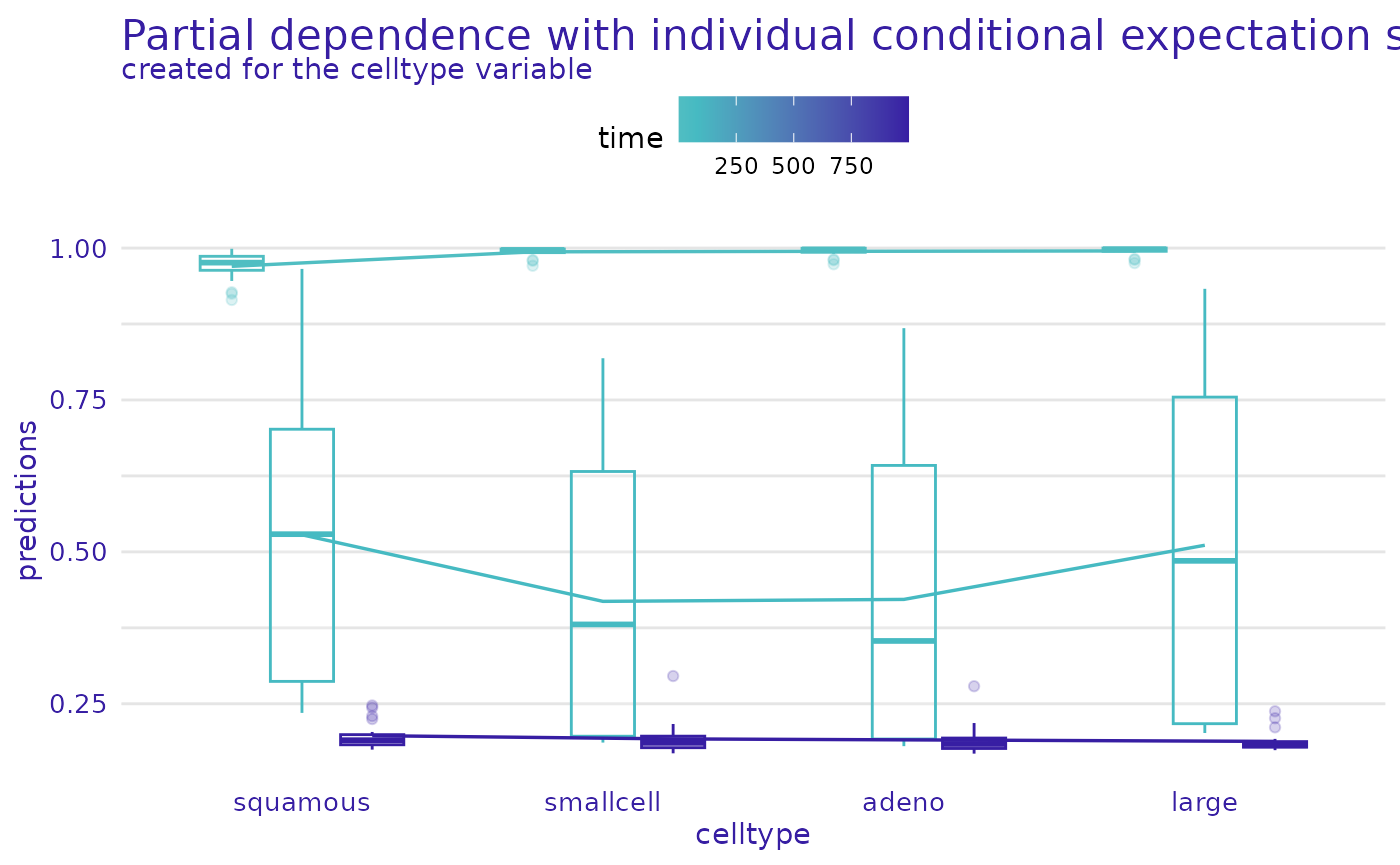 Partial dependence with individual conditional expectation s
created for the celltype variable
time
250 500 750
1.00
0.75
0.50
0.25
predictions
squamous smallcell adeno large
celltype